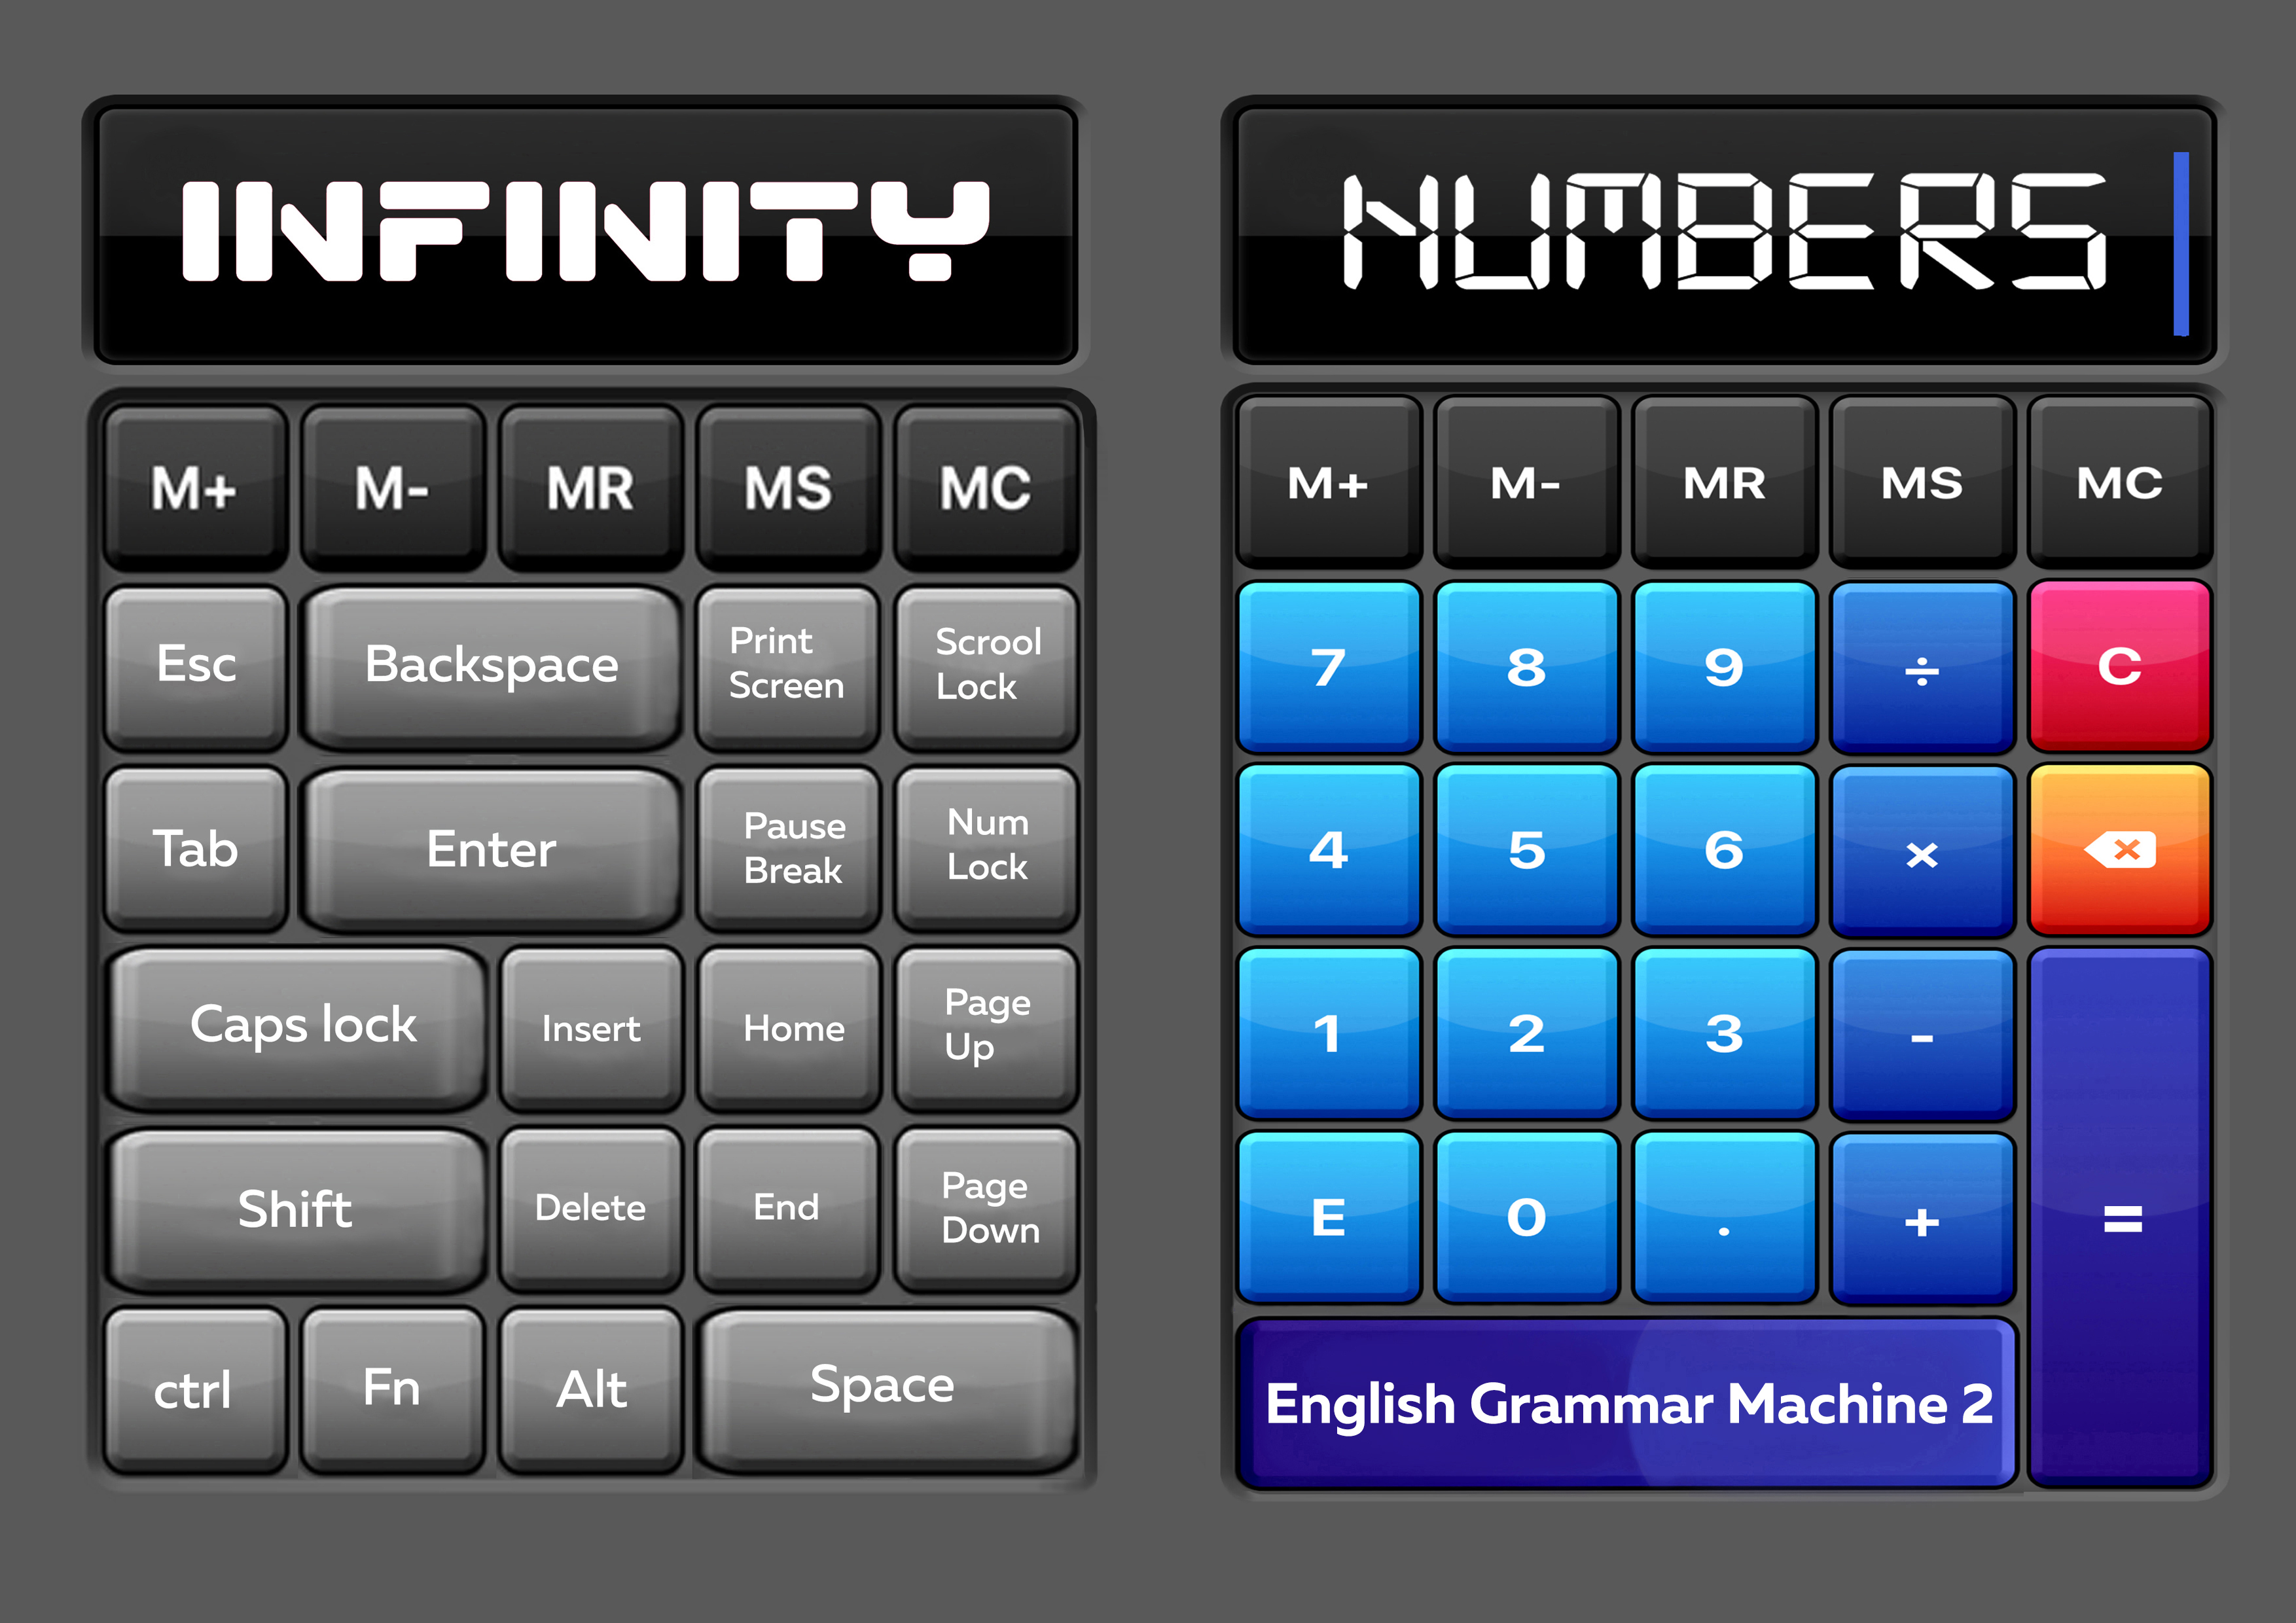 INFINITY
M+ M- MR MS MC
Esc Backspace Print Screen Scrool Lock
Tab Enter Pause Break Num Lock
Caps lock Insert Home Page Up
Shift Delete End Page Down
ctrl Fn Alt Space
NUMBERS
M+ M- MR MS MC
7 8 9 ÷ C
4 5 6 ×
1 2 3 -
E 0 . + =
English Grammar Machine 2